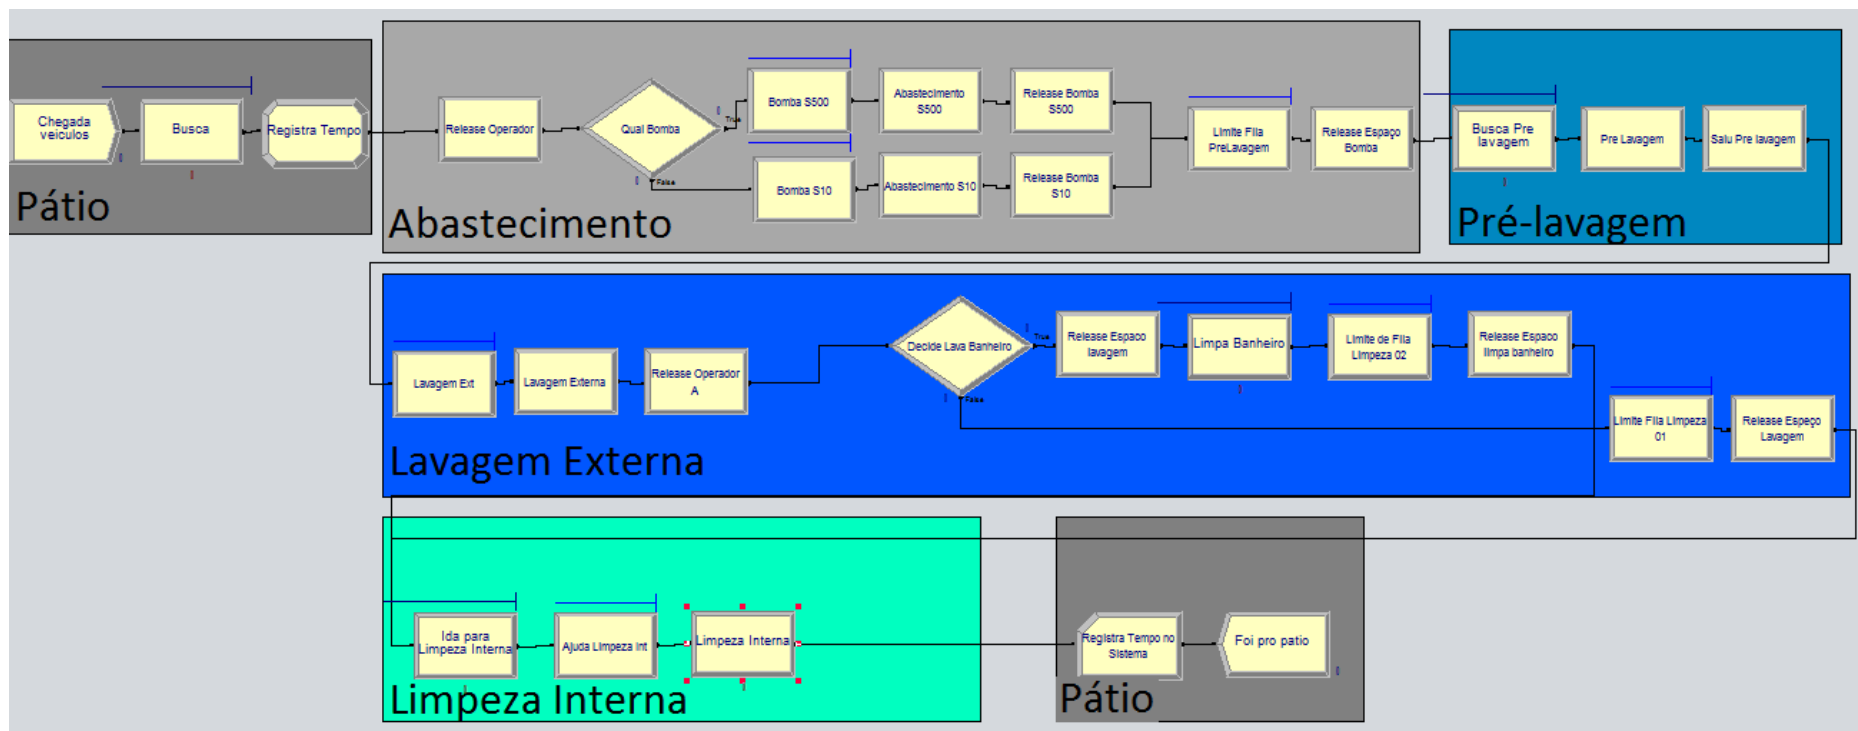 Chegada
veiculos
Busca
Registra Tempo
Pátio
Release Operador
Qual Bomba
True
False
Bomba S500
Abastecimento
S500
Release Bomba
S500
Bomba S10
Abastecimento S10
Release Bomba
S10
Limite Fila
PreLavagem
Release Espaço
Bomba
Abastecimento
Busca Pre
lavagem
Pre Lavagem
Saiu Pre lavagem
Pré-lavagem
Lavagem Ext
Lavagem Externa
Release Operador
A
Decide Lava Banheiro
True
False
Release Espaco
lavagem
Limpa Banheiro
Limite de Fila
Limpeza 02
Release Espaco
limpa banheiro
Limite Fila Limpeza
01
Release Espeço
Lavagem
Lavagem Externa
Ida para
Limpeza Interna
Ajuda Limpeza Int
Limpeza Interna
Limpeza Interna
Registra Tempo no
Sistema
Foi pro patio
Pátio